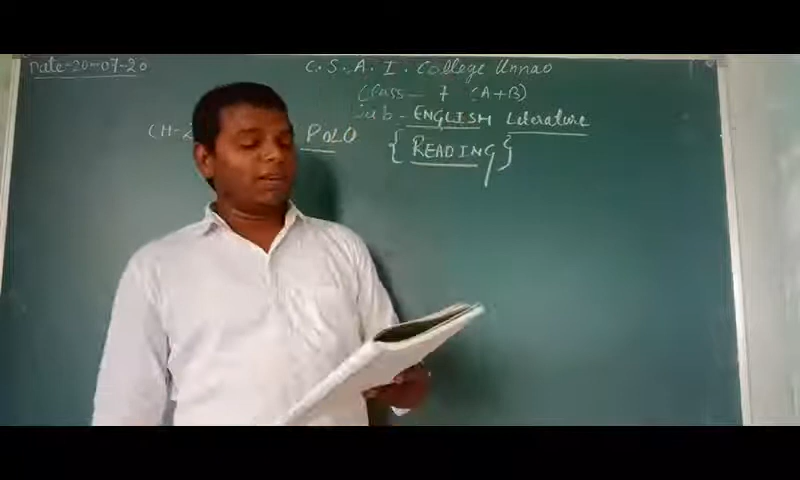 Date-20-07-20
C.S.A.I. College Unnao
Class - 7 (A+B)
Sub - ENGLISH Literature
CH-2 POLO
{READING}